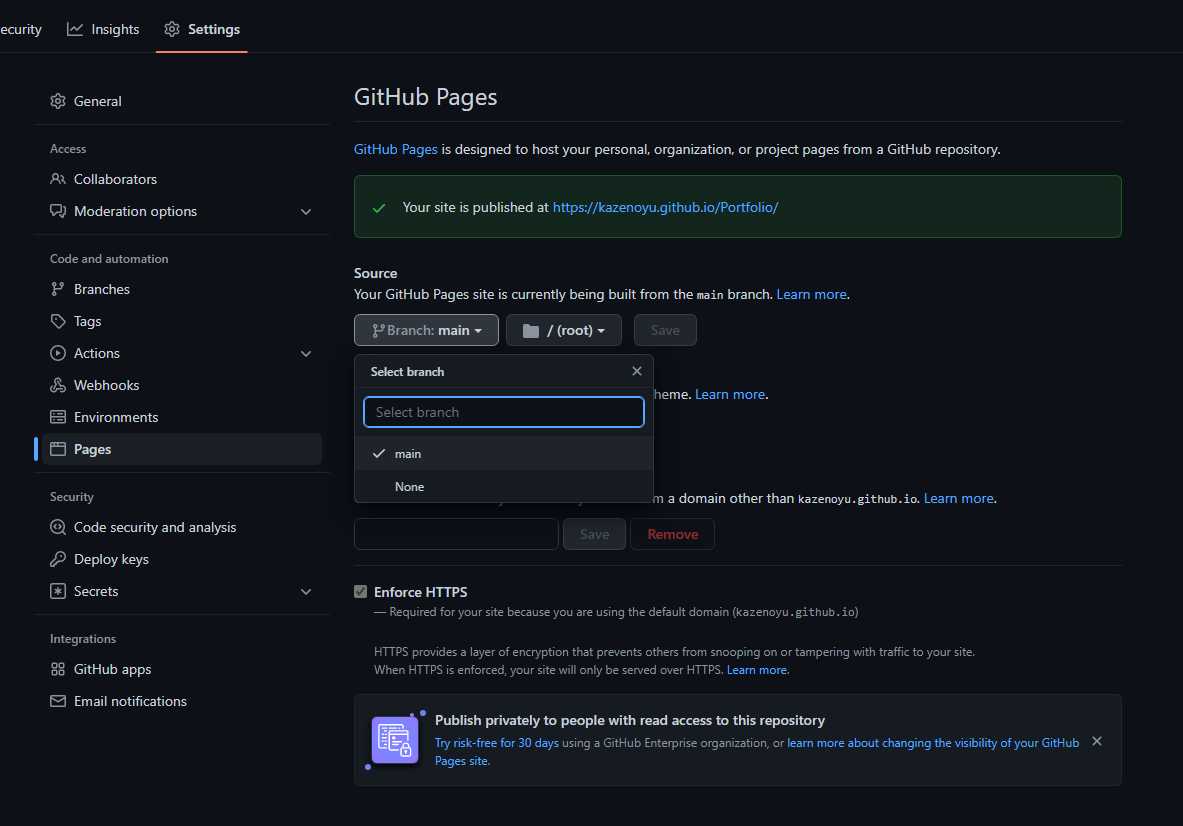 ecurity
Insights
Settings
General
Access
Collaborators
Moderation options
Code and automation
Branches
Tags
Actions
Webhooks
Environments
Pages
Security
Code security and analysis
Deploy keys
Secrets
Integrations
GitHub apps
Email notifications
GitHub Pages
GitHub Pages is designed to host your personal, organization, or project pages from a GitHub repository.
Your site is published at https://kazenoyu.github.io/Portfolio/
Source
Your GitHub Pages site is currently being built from the main branch. Learn more.
Branch: main
/ (root)
Save
Select branch
heme. Learn more.
Select branch
main
None
m a domain other than kazenoyu.github.io. Learn more.
Save
Remove
Enforce HTTPS
— Required for your site because you are using the default domain (kazenoyu.github.io)
HTTPS provides a layer of encryption that prevents others from snooping on or tampering with traffic to your site.
When HTTPS is enforced, your site will only be served over HTTPS. Learn more.
Publish privately to people with read access to this repository
Try risk-free for 30 days using a GitHub Enterprise organization, or learn more about changing the visibility of your GitHub
Pages site.